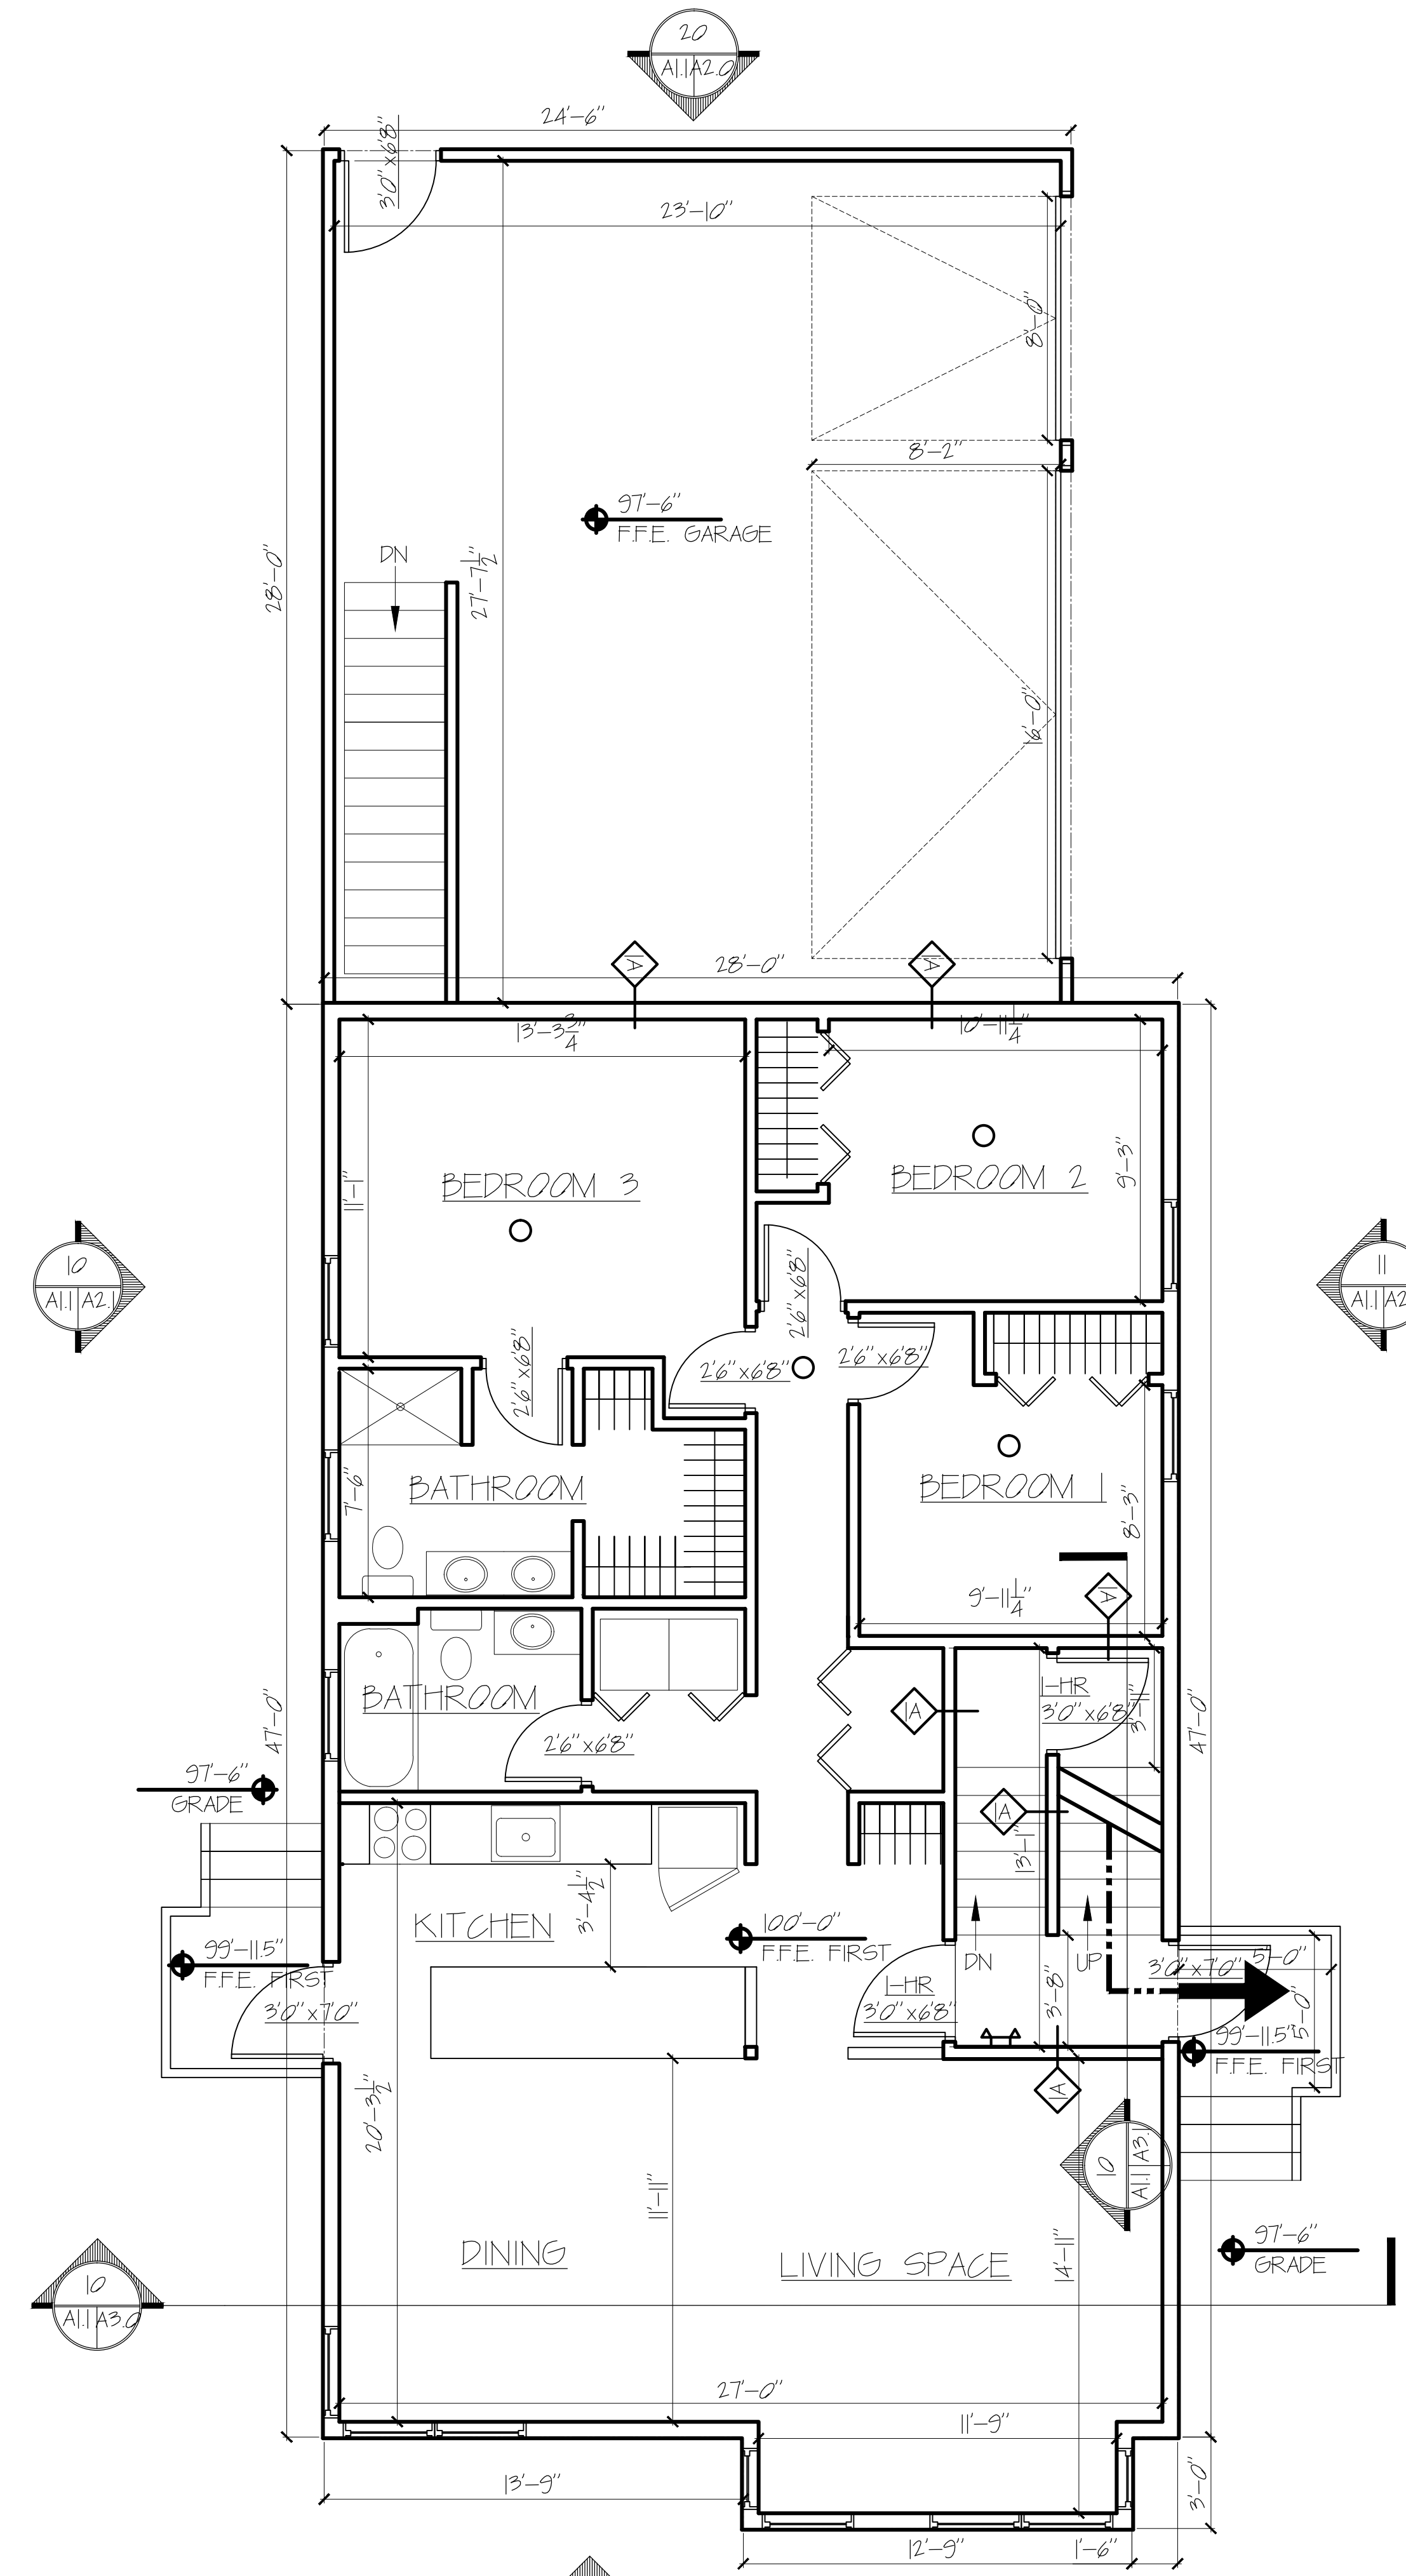 20
A1.1 A2.0
24'-6"
3'0"x6'8"
23'-10"
8'-0"
8'-2"
97'-6"
F.F.E. GARAGE
DN
28'-0"
27'-7 1/2"
16'-0"
1A
28'-0"
1A
13'-3 3/4"
10'-11 1/4"
11'-1"
BEDROOM 3
BEDROOM 2
9'-3"
10
A1.1 A2.1
11
A1.1
2'6"x6'8"
2'6"x6'8"
2'6"x6'8"
2'6"x6'8"
7'-6"
BATHROOM
BEDROOM 1
8'-3"
9'-11 1/4"
1A
BATHROOM
1-HR
3'0"x6'8"
3'-11"
1A
2'6"x6'8"
47'-0"
47'-0"
97'-6"
GRADE
1A
13'-1"
3'-4 1/2"
KITCHEN
100'-0"
F.F.E. FIRST
99'-11.5"
F.F.E. FIRST
DN
UP
3'0"x7'0"
5'-0"
1-HR
3'0"x6'8"
3'-8"
3'0"x7'0"
5'-0"
99'-11.5"
F.F.E. FIRST
1A
20'-3 1/2"
10
A1.1 A3.1
11'-11"
DINING
LIVING SPACE
14'-11"
97'-6"
GRADE
10
A1.1 A3.0
27'-0"
11'-9"
13'-9"
3'-0"
12'-9"
1'-6"